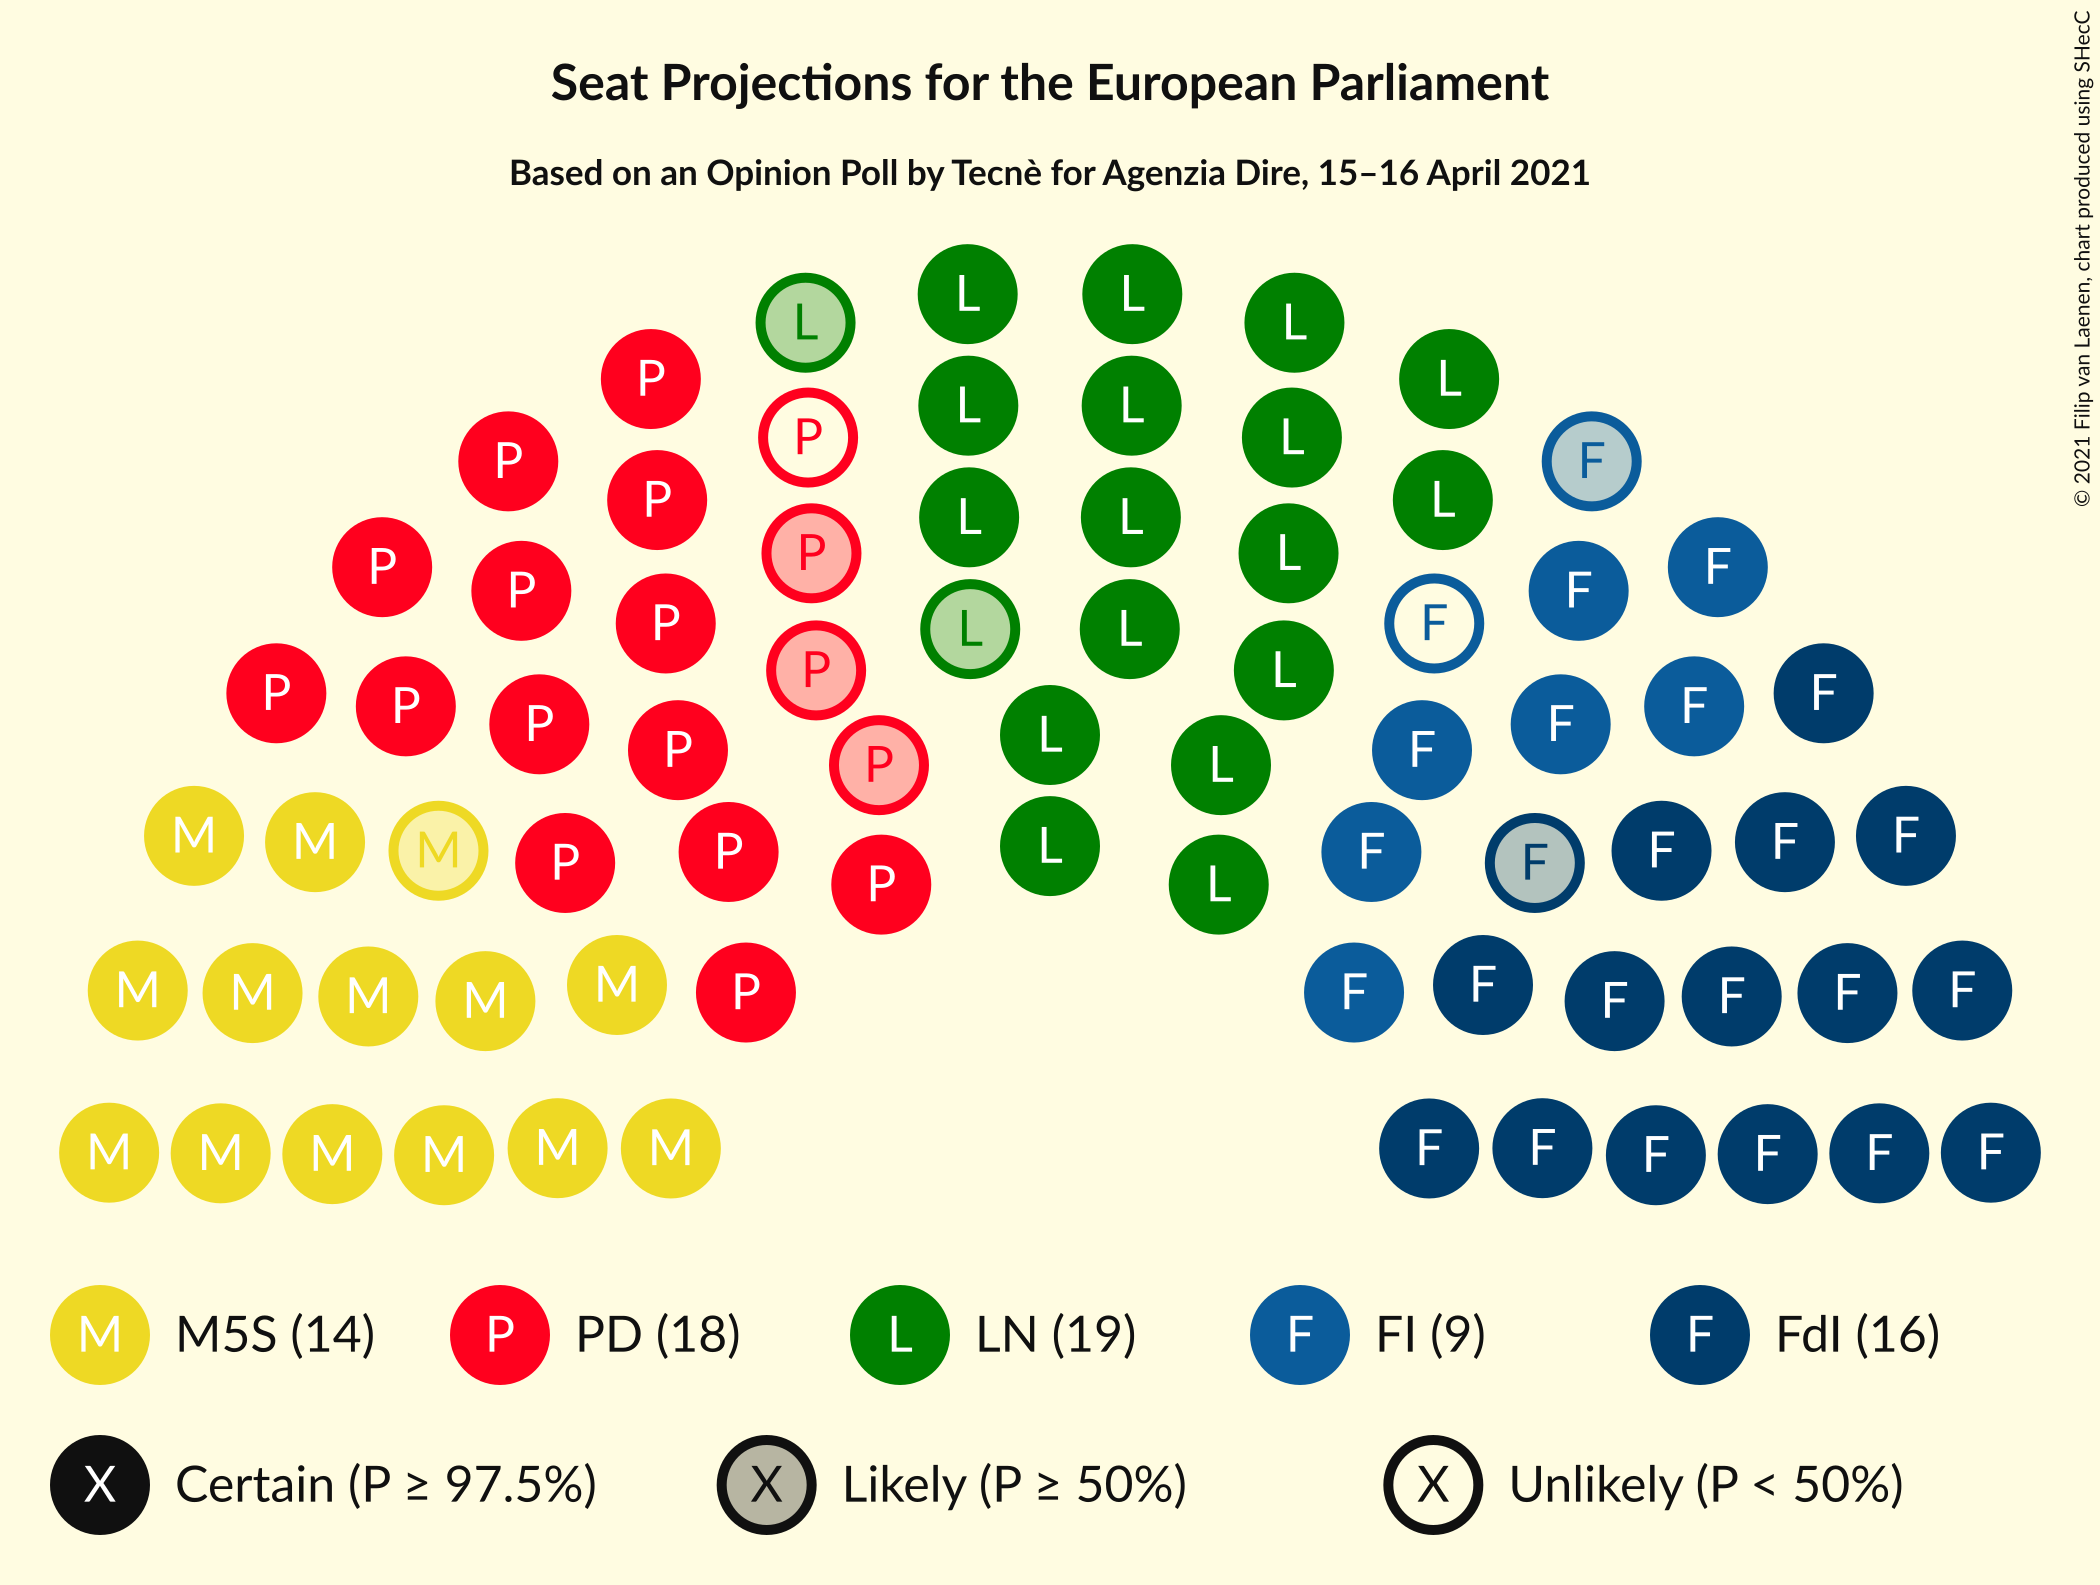 Seat Projections for the European Parliament
Based on an Opinion Poll by Tecnè for Agenzia Dire, 15–16 April 2021
© 2021 Filip van Laenen, chart produced using SHecC
L L L L
P L
P L L L P F
P L L P L
P L L P L F
P F
P L L F
P L L
P P P F F F
P P L F
P L L F
M M M P P P L F F F F F
P L
M M M M M P F F F F F F
M M M M M M F F F F F F
M M5S (14) P PD (18) L LN (19) F FI (9) F FdI (16)
X Certain (P ≥ 97.5%) X Likely (P ≥ 50%) X Unlikely (P < 50%)